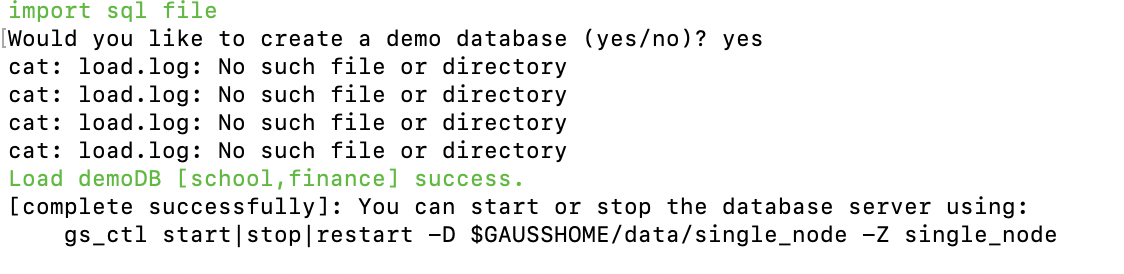 import sql file
[Would you like to create a demo database (yes/no)? yes
cat: load.log: No such file or directory
cat: load.log: No such file or directory
cat: load.log: No such file or directory
cat: load.log: No such file or directory
Load demoDB [school,finance] success.
[complete successfully]: You can start or stop the database server using:
    gs_ctl start|stop|restart -D $GAUSSHOME/data/single_node -Z single_node